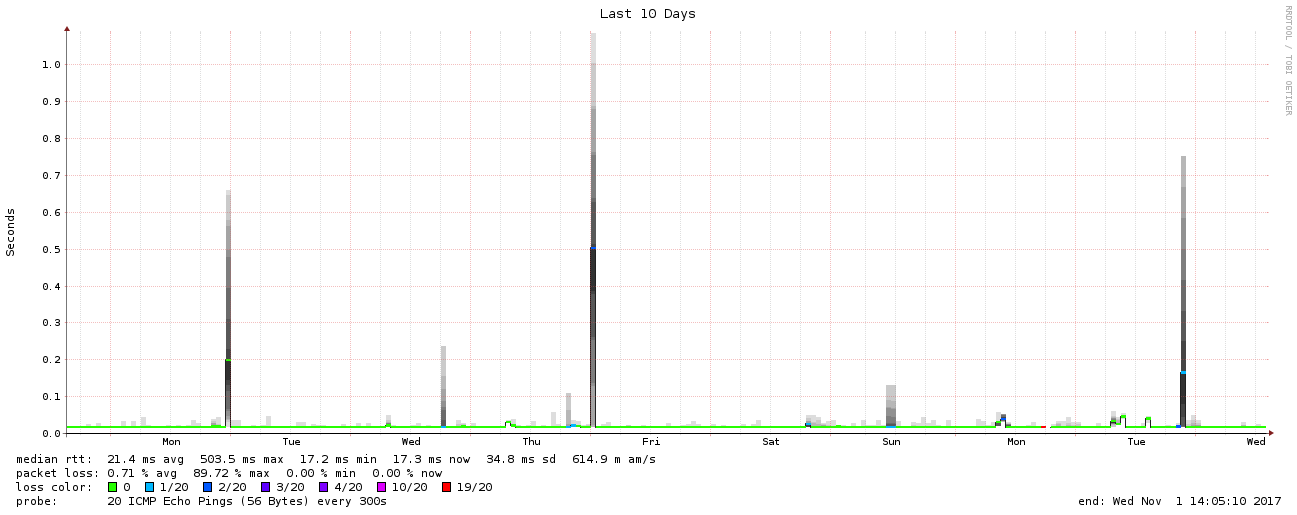 Last 10 Days
RRDTOOL / TOBI OETIKER
Seconds
1.0
0.9
0.8
0.7
0.6
0.5
0.4
0.3
0.2
0.1
0.0
Mon Tue Wed Thu Fri Sat Sun Mon Tue Wed
median rtt: 21.4 ms avg 503.5 ms max 17.2 ms min 17.3 ms now 34.8 ms sd 614.9 m am/s
packet loss: 0.71 % avg 89.72 % max 0.00 % min 0.00 % now
loss color: 0 1/20 2/20 3/20 4/20 10/20 19/20
probe: 20 ICMP Echo Pings (56 Bytes) every 300s end: Wed Nov 1 14:05:10 2017